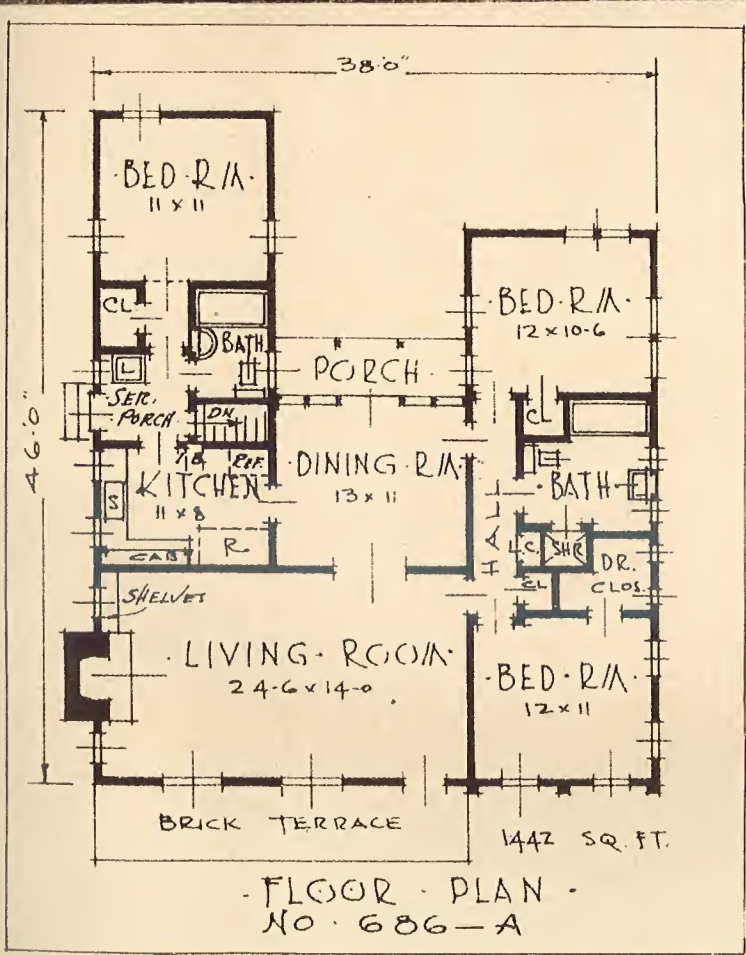 38'0"
46'0"
·BED·RM·
11 x 11
CL.
BATH
L
SER.
PORCH
DN
PORCH
·BED·RM·
12 x 10-6
CL
REF.
KITCHEN
11 x 8
S
CAB
R
·DINING·RM·
13 x 11
HALL
·BATH·
L.C.
SHR
DR.
CLOS.
CL
SHELVES
·LIVING·ROOM·
24-6 x 14-0
·BED·RM·
12 x 11
BRICK TERRACE
1442 SQ. FT.
·FLOOR·PLAN·
NO. 686-A